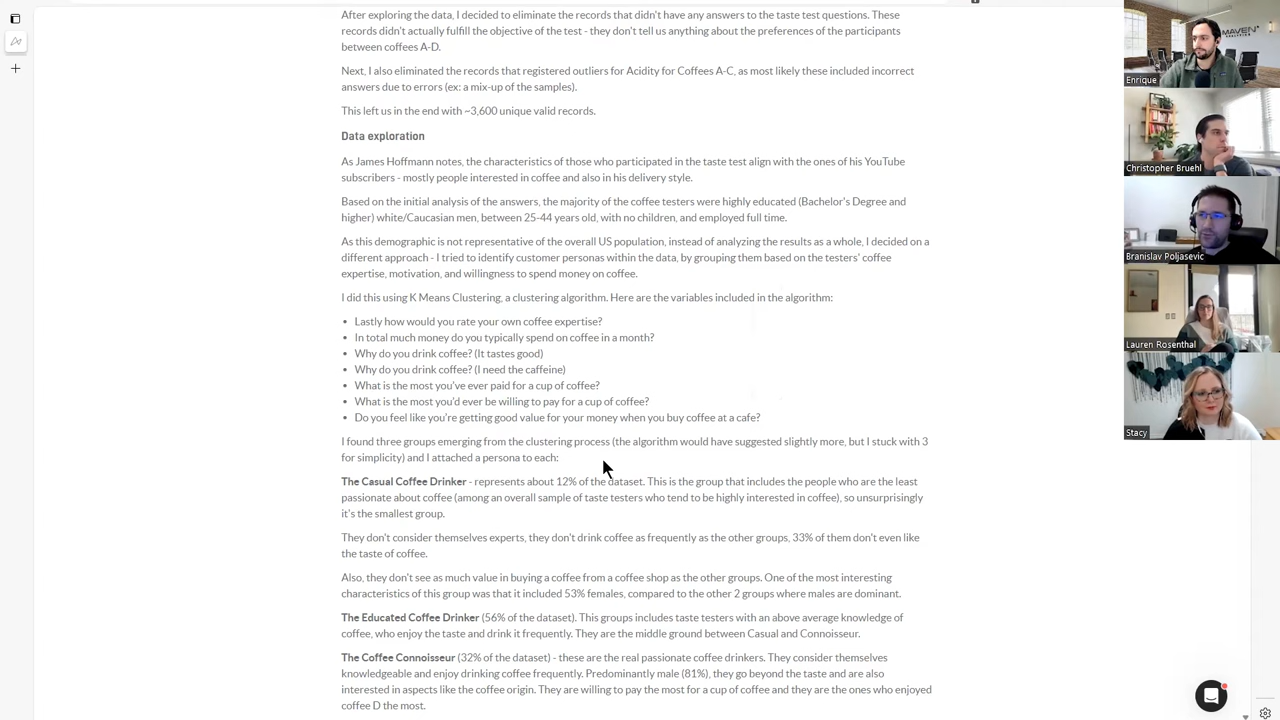 After exploring the data, I decided to eliminate the records that didn't have any answers to the taste test questions. These
records didn't actually fulfill the objective of the test - they don't tell us anything about the preferences of the participants
between coffees A-D.
Next, I also eliminated the records that registered outliers for Acidity for Coffees A-C, as most likely these included incorrect
answers due to errors (ex: a mix-up of the samples).
This left us in the end with ~3,600 unique valid records.
Data exploration
As James Hoffmann notes, the characteristics of those who participated in the taste test align with the ones of his YouTube
subscribers - mostly people interested in coffee and also in his delivery style.
Based on the initial analysis of the answers, the majority of the coffee testers were highly educated (Bachelor's Degree and
higher) white/Caucasian men, between 25-44 years old, with no children, and employed full time.
As this demographic is not representative of the overall US population, instead of analyzing the results as a whole, I decided on a
different approach - I tried to identify customer personas within the data, by grouping them based on the testers' coffee
expertise, motivation, and willingness to spend money on coffee.
I did this using K Means Clustering, a clustering algorithm. Here are the variables included in the algorithm:
• Lastly how would you rate your own coffee expertise?
• In total much money do you typically spend on coffee in a month?
• Why do you drink coffee? (It tastes good)
• Why do you drink coffee? (I need the caffeine)
• What is the most you've ever paid for a cup of coffee?
• What is the most you'd ever be willing to pay for a cup of coffee?
• Do you feel like you're getting good value for your money when you buy coffee at a cafe?
I found three groups emerging from the clustering process (the algorithm would have suggested slightly more, but I stuck with 3
for simplicity) and I attached a persona to each:
The Casual Coffee Drinker - represents about 12% of the dataset. This is the group that includes the people who are the least
passionate about coffee (among an overall sample of taste testers who tend to be highly interested in coffee), so unsurprisingly
it's the smallest group.
They don't consider themselves experts, they don't drink coffee as frequently as the other groups, 33% of them don't even like
the taste of coffee.
Also, they don't see as much value in buying a coffee from a coffee shop as the other groups. One of the most interesting
characteristics of this group was that it included 53% females, compared to the other 2 groups where males are dominant.
The Educated Coffee Drinker (56% of the dataset). This groups includes taste testers with an above average knowledge of
coffee, who enjoy the taste and drink it frequently. They are the middle ground between Casual and Connoisseur.
The Coffee Connoisseur (32% of the dataset) - these are the real passionate coffee drinkers. They consider themselves
knowledgeable and enjoy drinking coffee frequently. Predominantly male (81%), they go beyond the taste and are also
interested in aspects like the coffee origin. They are willing to pay the most for a cup of coffee and they are the ones who enjoyed
coffee D the most.
MAVEN
Enrique
Christopher Bruehl
Branislav Poljasevic
Lauren Rosenthal
Stacy